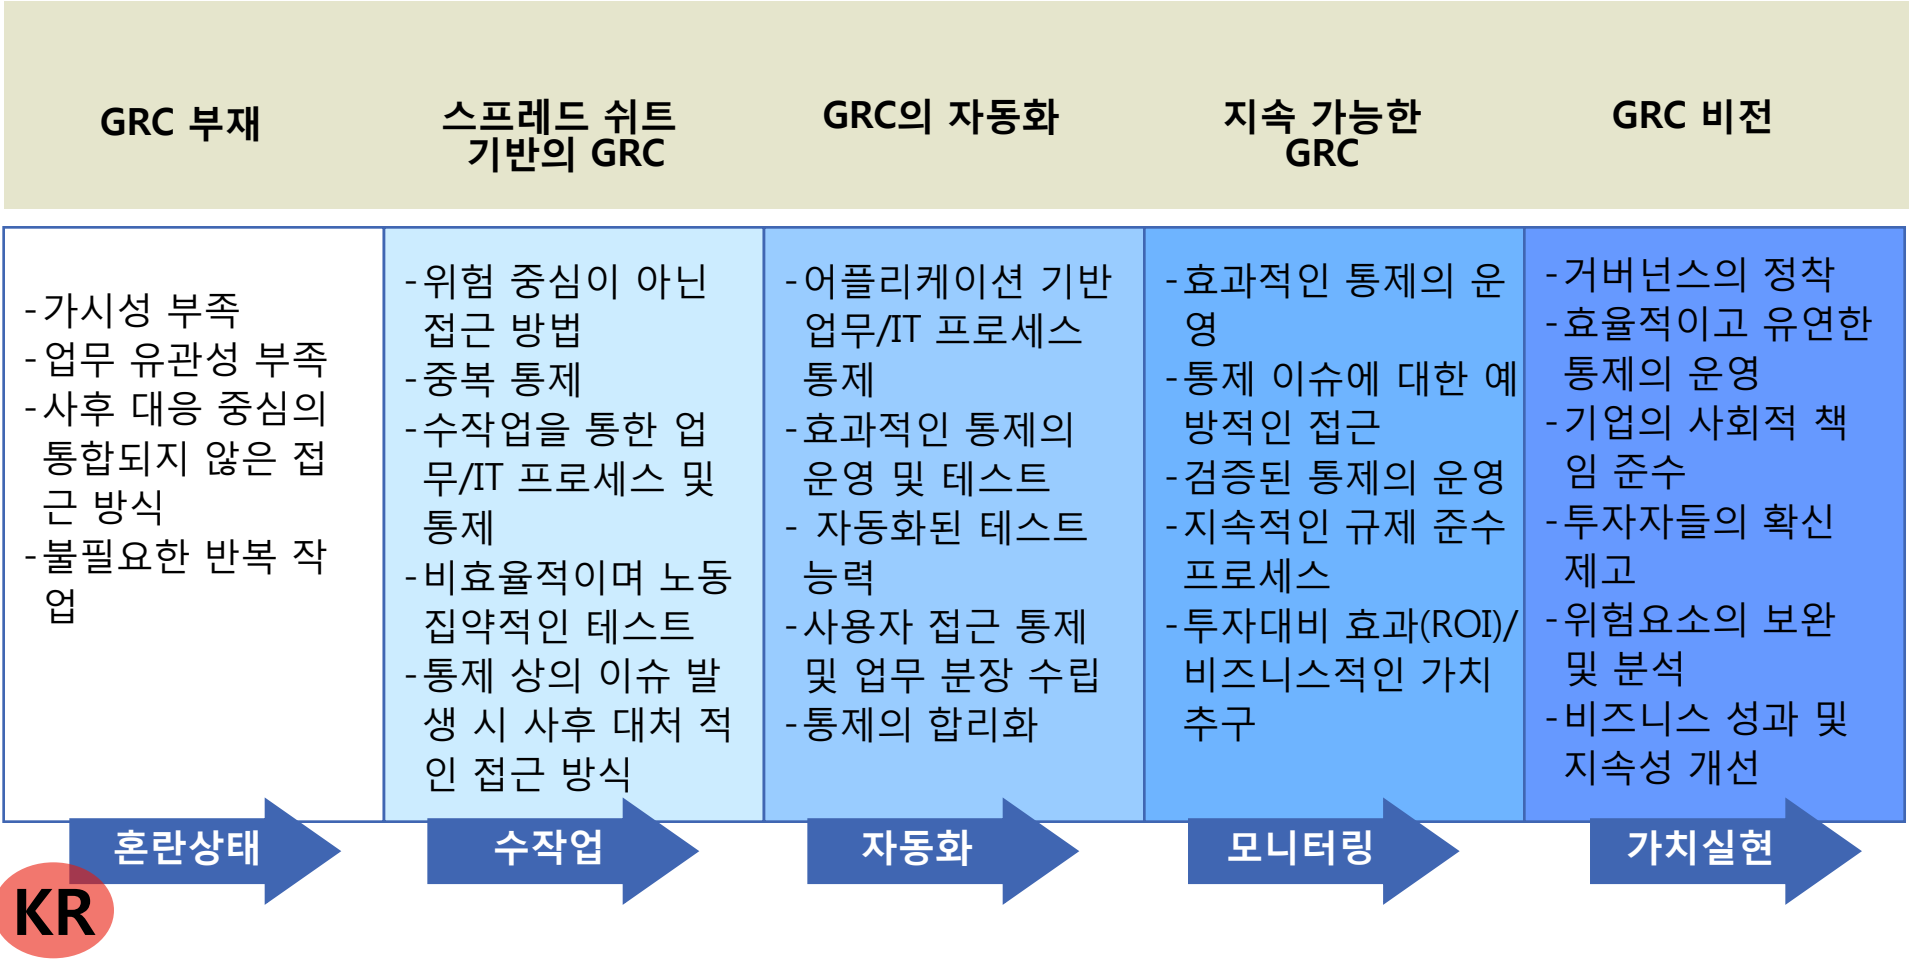 GRC 부재
스프레드 쉬트
기반의 GRC
GRC의 자동화
지속 가능한
GRC
GRC 비전
-가시성 부족
-업무 유관성 부족
-사후 대응 중심의
통합되지 않은 접
근 방식
-불필요한 반복 작
업
-위험 중심이 아닌
접근 방법
-중복 통제
-수작업을 통한 업
무/IT 프로세스 및
통제
-비효율적이며 노동
집약적인 테스트
-통제 상의 이슈 발
생 시 사후 대처 적
인 접근 방식
-어플리케이션 기반
업무/IT 프로세스
통제
-효과적인 통제의
운영 및 테스트
- 자동화된 테스트
능력
-사용자 접근 통제
및 업무 분장 수립
-통제의 합리화
-효과적인 통제의 운
영
-통제 이슈에 대한 예
방적인 접근
-검증된 통제의 운영
-지속적인 규제 준수
프로세스
-투자대비 효과(ROI)/
비즈니스적인 가치
추구
-거버넌스의 정착
-효율적이고 유연한
통제의 운영
-기업의 사회적 책
임 준수
-투자자들의 확신
제고
-위험요소의 보완
및 분석
-비즈니스 성과 및
지속성 개선
혼란상태
수작업
자동화
모니터링
가치실현
KR